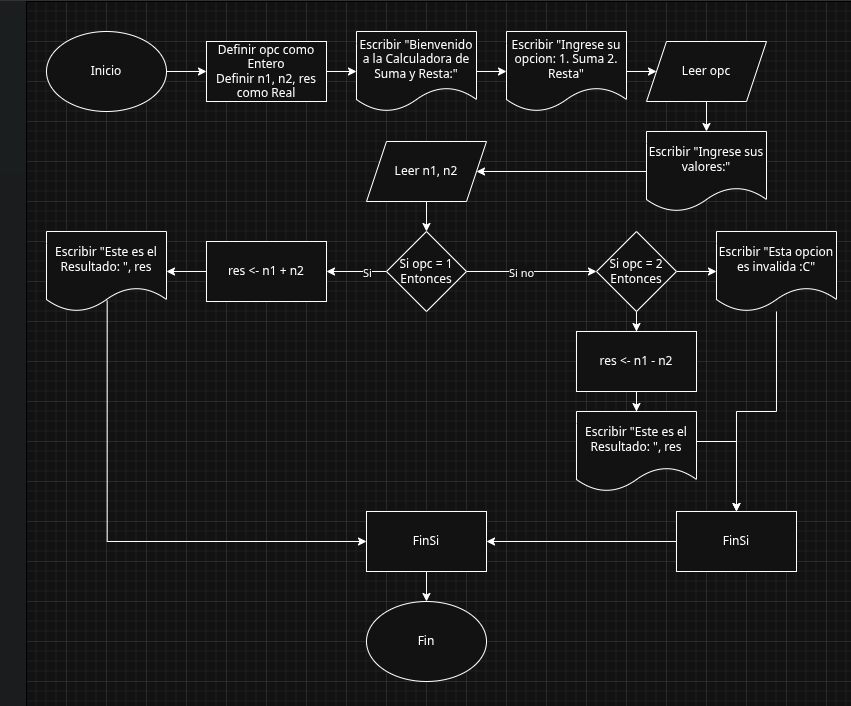 Inicio
Definir opc como
Entero
Definir n1, n2, res
como Real
Escribir "Bienvenido
a la Calculadora de
Suma y Resta:"
Escribir "Ingrese su
opcion: 1. Suma 2.
Resta"
Leer opc
Escribir "Ingrese sus
valores:"
Leer n1, n2
Si opc = 1
Entonces
Si
res <- n1 + n2
Escribir "Este es el
Resultado: ", res
Si no
Si opc = 2
Entonces
Escribir "Esta opcion
es invalida :C"
res <- n1 - n2
Escribir "Este es el
Resultado: ", res
FinSi
FinSi
Fin